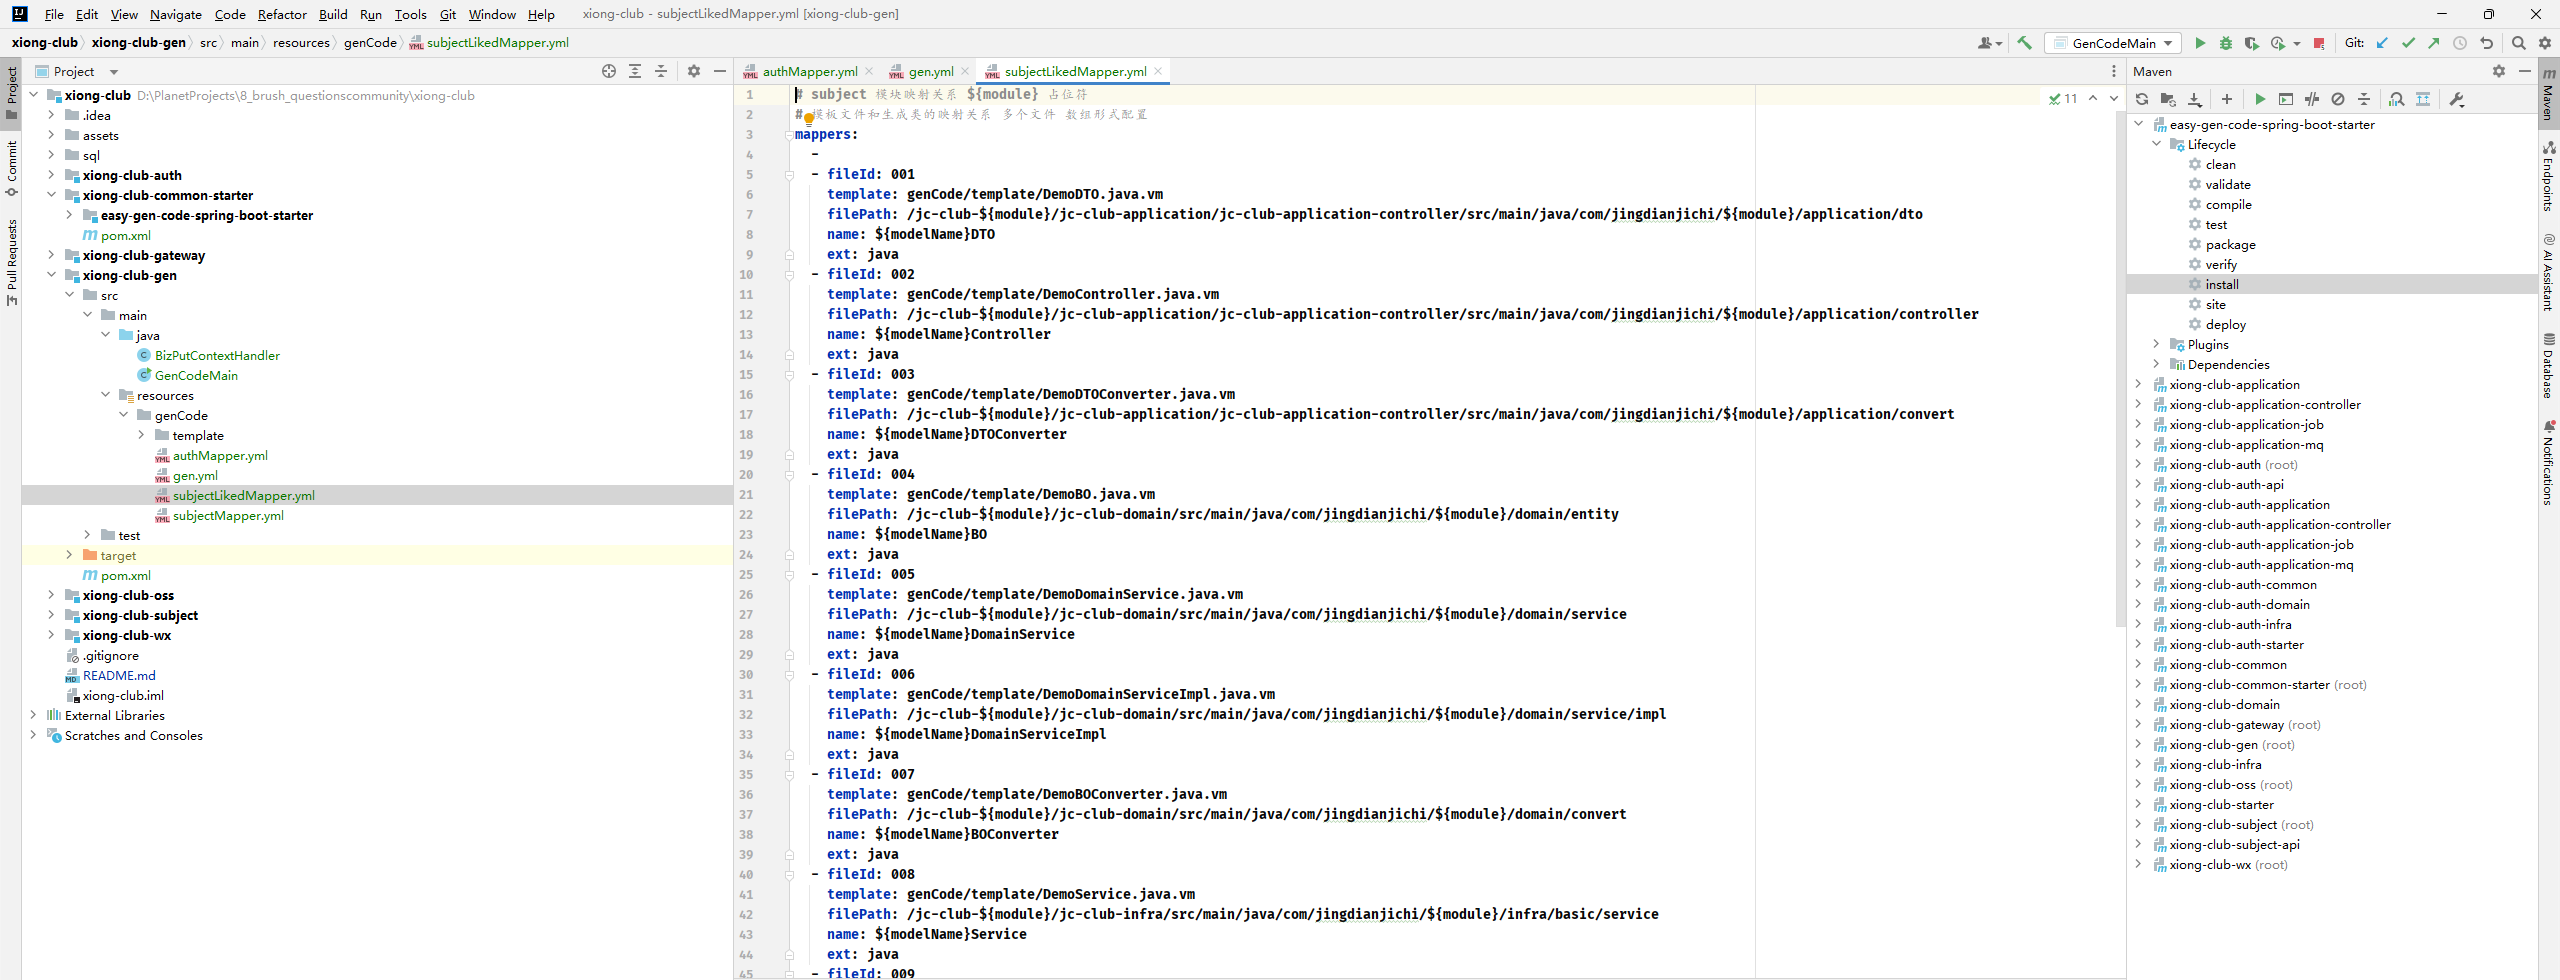 File Edit View Navigate Code Refactor Build Run Tools Git Window Help xiong-club - subjectLikedMapper.yml [xiong-club-gen]
xiong-club xiong-club-gen src main resources genCode subjectLikedMapper.yml
GenCodeMain Git:
Project
Commit
Pull Requests
Project
xiong-club D:\PlanetProjects\8_brush_questionscommunity\xiong-club
.idea
assets
sql
xiong-club-auth
xiong-club-common-starter
easy-gen-code-spring-boot-starter
pom.xml
xiong-club-gateway
xiong-club-gen
src
main
java
BizPutContextHandler
GenCodeMain
resources
genCode
template
authMapper.yml
gen.yml
subjectLikedMapper.yml
subjectMapper.yml
test
target
pom.xml
xiong-club-oss
xiong-club-subject
xiong-club-wx
.gitignore
README.md
xiong-club.iml
External Libraries
Scratches and Consoles
authMapper.yml gen.yml subjectLikedMapper.yml
11
1 # subject 模块映射关系 ${module} 占位符
2 # 模板文件和生成类的映射关系 多个文件 数组形式配置
3 mappers:
4 -
5 - fileId: 001
6 template: genCode/template/DemoDTO.java.vm
7 filePath: /jc-club-${module}/jc-club-application/jc-club-application-controller/src/main/java/com/jingdianjichi/${module}/application/dto
8 name: ${modelName}DTO
9 ext: java
10 - fileId: 002
11 template: genCode/template/DemoController.java.vm
12 filePath: /jc-club-${module}/jc-club-application/jc-club-application-controller/src/main/java/com/jingdianjichi/${module}/application/controller
13 name: ${modelName}Controller
14 ext: java
15 - fileId: 003
16 template: genCode/template/DemoDTOConverter.java.vm
17 filePath: /jc-club-${module}/jc-club-application/jc-club-application-controller/src/main/java/com/jingdianjichi/${module}/application/convert
18 name: ${modelName}DTOConverter
19 ext: java
20 - fileId: 004
21 template: genCode/template/DemoBO.java.vm
22 filePath: /jc-club-${module}/jc-club-domain/src/main/java/com/jingdianjichi/${module}/domain/entity
23 name: ${modelName}BO
24 ext: java
25 - fileId: 005
26 template: genCode/template/DemoDomainService.java.vm
27 filePath: /jc-club-${module}/jc-club-domain/src/main/java/com/jingdianjichi/${module}/domain/service
28 name: ${modelName}DomainService
29 ext: java
30 - fileId: 006
31 template: genCode/template/DemoDomainServiceImpl.java.vm
32 filePath: /jc-club-${module}/jc-club-domain/src/main/java/com/jingdianjichi/${module}/domain/service/impl
33 name: ${modelName}DomainServiceImpl
34 ext: java
35 - fileId: 007
36 template: genCode/template/DemoBOConverter.java.vm
37 filePath: /jc-club-${module}/jc-club-domain/src/main/java/com/jingdianjichi/${module}/domain/convert
38 name: ${modelName}BOConverter
39 ext: java
40 - fileId: 008
41 template: genCode/template/DemoService.java.vm
42 filePath: /jc-club-${module}/jc-club-infra/src/main/java/com/jingdianjichi/${module}/infra/basic/service
43 name: ${modelName}Service
44 ext: java
45 - fileId: 009
Maven
easy-gen-code-spring-boot-starter
Lifecycle
clean
validate
compile
test
package
verify
install
site
deploy
Plugins
Dependencies
xiong-club-application
xiong-club-application-controller
xiong-club-application-job
xiong-club-application-mq
xiong-club-auth (root)
xiong-club-auth-api
xiong-club-auth-application
xiong-club-auth-application-controller
xiong-club-auth-application-job
xiong-club-auth-application-mq
xiong-club-auth-common
xiong-club-auth-domain
xiong-club-auth-infra
xiong-club-auth-starter
xiong-club-common
xiong-club-common-starter (root)
xiong-club-domain
xiong-club-gateway (root)
xiong-club-gen (root)
xiong-club-infra
xiong-club-oss (root)
xiong-club-starter
xiong-club-subject (root)
xiong-club-subject-api
xiong-club-wx (root)
Maven
Endpoints
AI Assistant
Database
Notifications